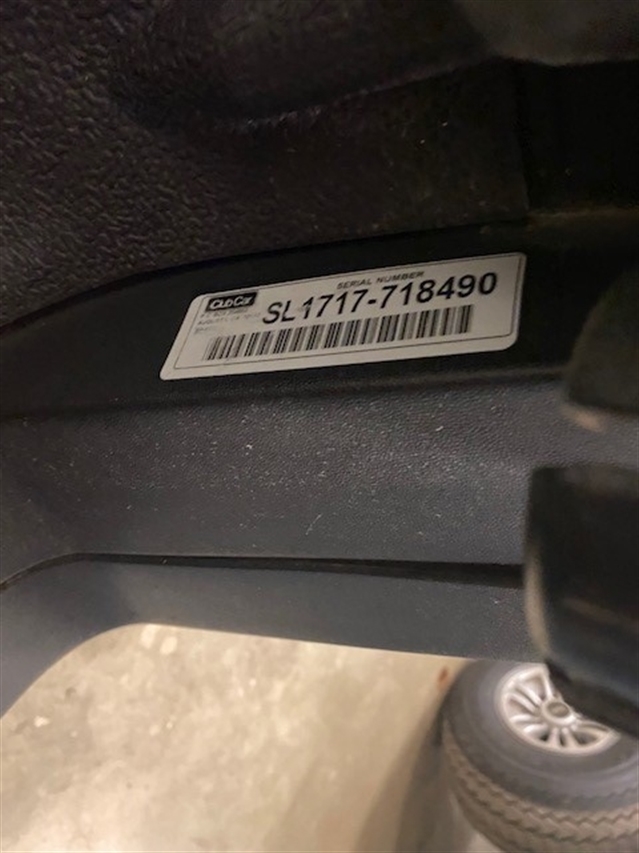 SERIAL NUMBER
Club Car
SL1717-718490